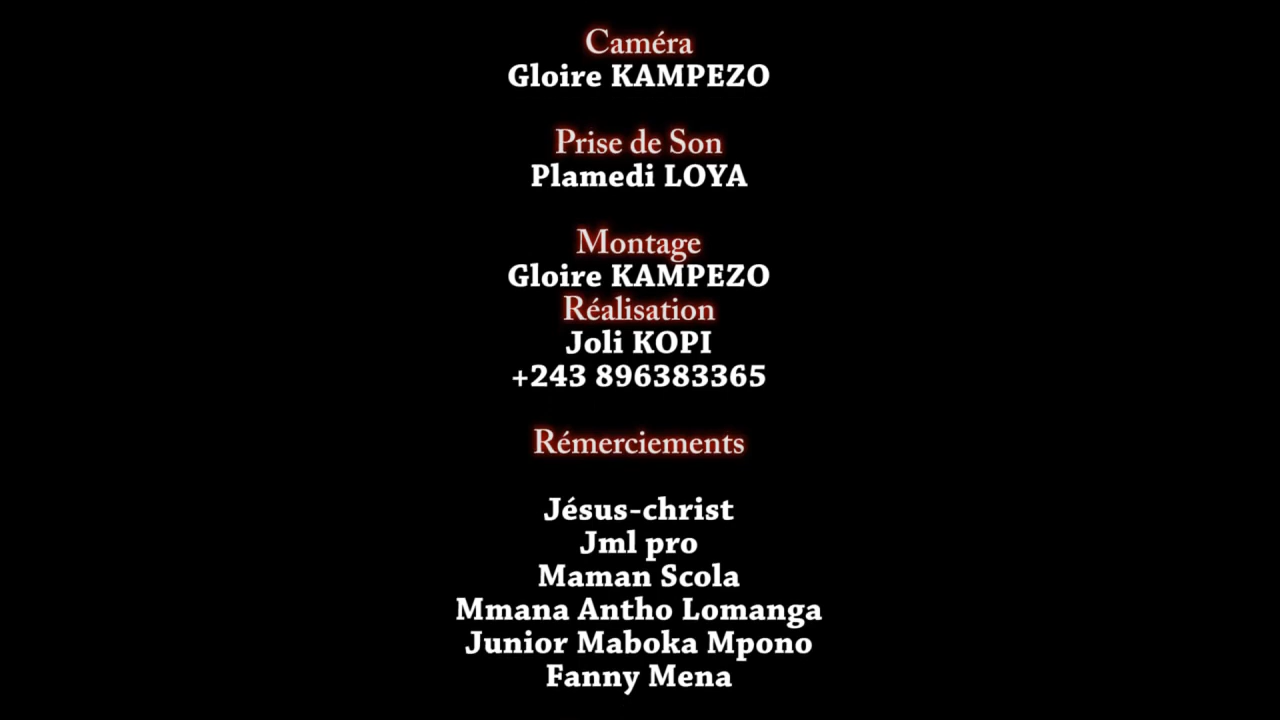 Caméra
Gloire KAMPEZO
Prise de Son
Plamedi LOYA
Montage
Gloire KAMPEZO
Réalisation
Joli KOPI
+243 896383365
Rémerciements
Jésus-christ
Jml pro
Maman Scola
Mmana Antho Lomanga
Junior Maboka Mpono
Fanny Mena